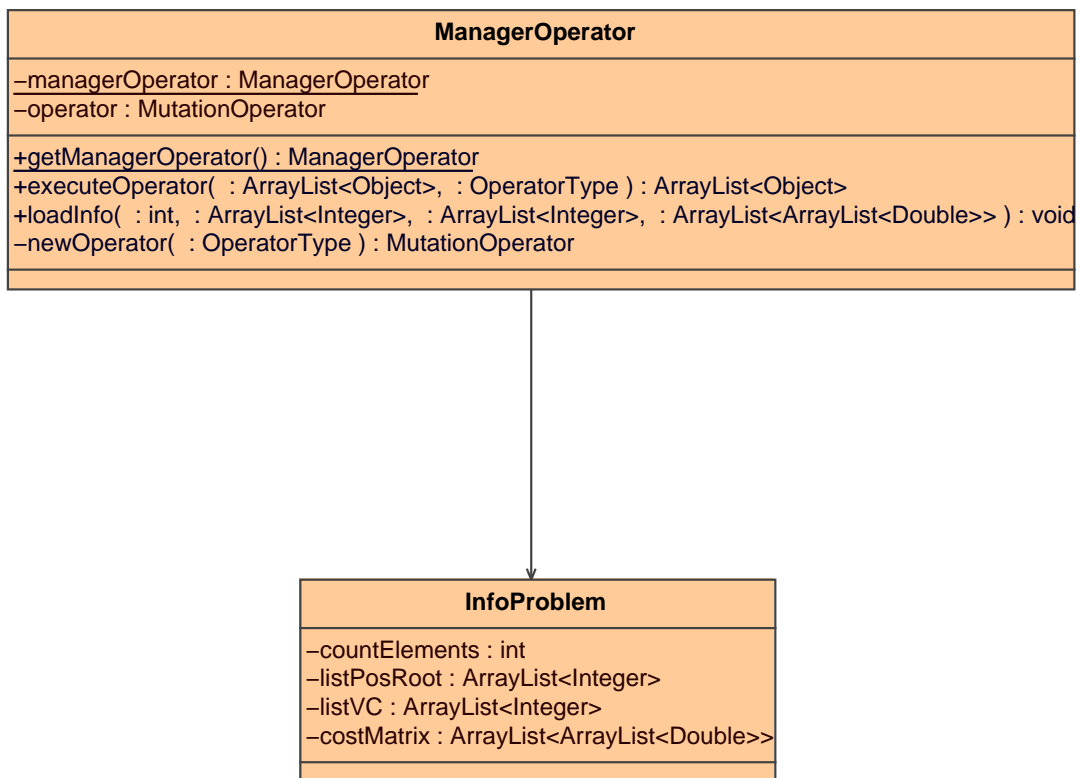 ManagerOperator
−managerOperator : ManagerOperator
−operator : MutationOperator
+getManagerOperator() : ManagerOperator
+executeOperator(  : ArrayList<Object>,  : OperatorType ) : ArrayList<Object>
+loadInfo(  : int,  : ArrayList<Integer>,  : ArrayList<Integer>,  : ArrayList<ArrayList<Double>> ) : void
−newOperator(  : OperatorType ) : MutationOperator
InfoProblem
−countElements : int
−listPosRoot : ArrayList<Integer>
−listVC : ArrayList<Integer>
−costMatrix : ArrayList<ArrayList<Double>>